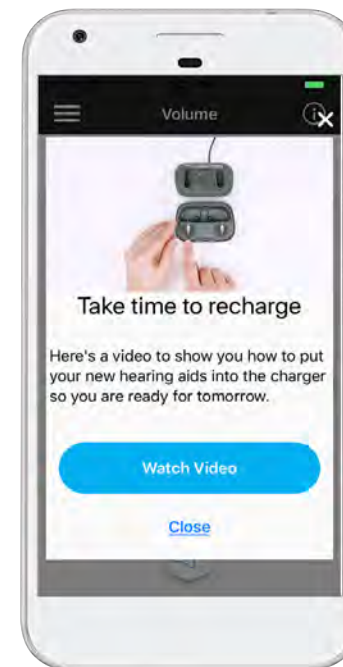 Volume
Take time to recharge
Here's a video to show you how to put
your new hearing aids into the charger
so you are ready for tomorrow.
Watch Video
Close